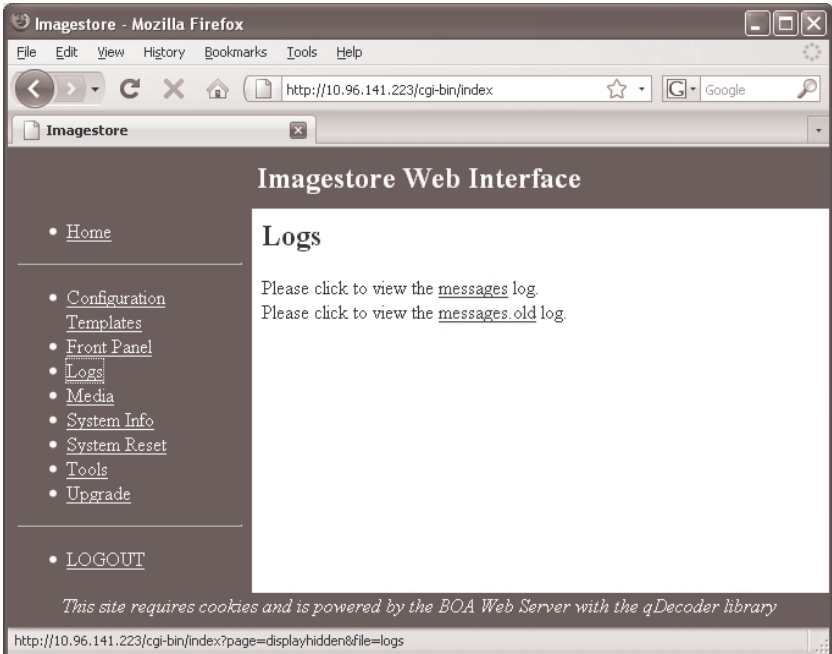 Imagestore - Mozilla Firefox
File Edit View History Bookmarks Tools Help
http://10.96.141.223/cgi-bin/index
G Google
Imagestore
Imagestore Web Interface
Home
Configuration
Templates
Front Panel
Logs
Media
System Info
System Reset
Tools
Upgrade
LOGOUT
Logs
Please click to view the messages log.
Please click to view the messages.old log.
This site requires cookies and is powered by the BOA Web Server with the qDecoder library
http://10.96.141.223/cgi-bin/index?page=displayhidden&file=logs